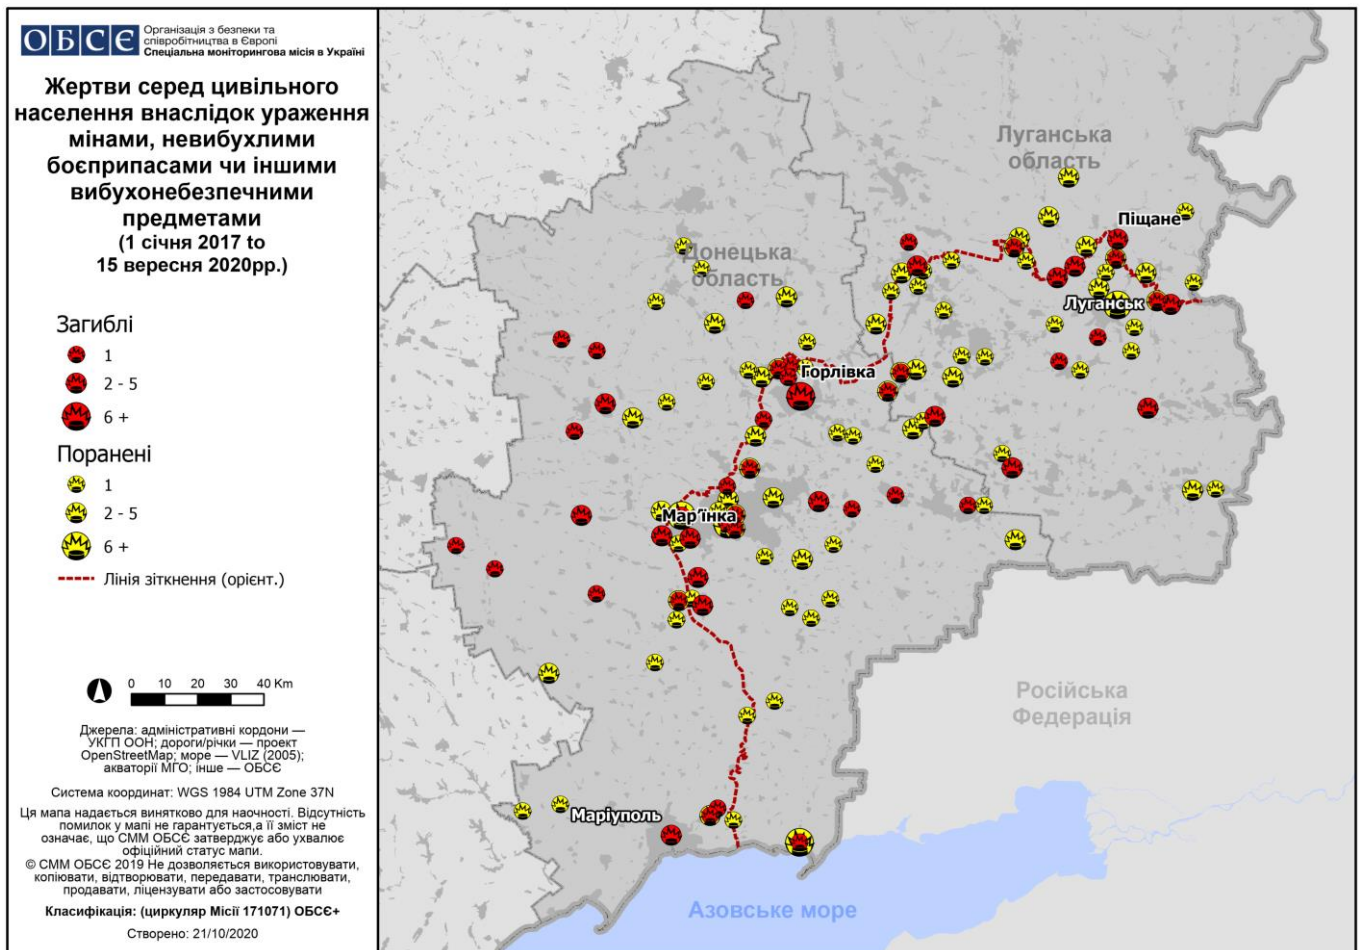 ОБСЄ
Організація з безпеки та
співробітництва в Європі
Спеціальна моніторингова місія в Україні
Жертви серед цивільного
населення внаслідок ураження
мінами, невибухлими
боєприпасами чи іншими
вибухонебезпечними
предметами
(1 січня 2017 to
15 вересня 2020рр.)
Загиблі
1
2 - 5
6 +
Поранені
1
2 - 5
6 +
Лінія зіткнення (орієнт.)
0 10 20 30 40 Km
Джерела: адміністративні кордони —
УКГП ООН; дороги/річки — проект
OpenStreetMap; море — VLIZ (2005);
акваторії МГО; інше — ОБСЄ
Система координат: WGS 1984 UTM Zone 37N
Ця мапа надається винятково для наочності. Відсутність
помилок у мапі не гарантується,а її зміст не
означає, що СММ ОБСЄ затверджує або ухвалює
офіційний статус мапи.
© СММ ОБСЄ 2019 Не дозволяється використовувати,
копіювати, відтворювати, передавати, транслювати,
продавати, ліцензувати або застосовувати
Класифікація: (циркуляр Місії 171071) ОБСЄ+
Створено: 21/10/2020
Луганська
область
Піщане
Донецька
область
Луганськ
Горлівка
Мар'їнка
Російська
Федерація
Маріуполь
Азовське море